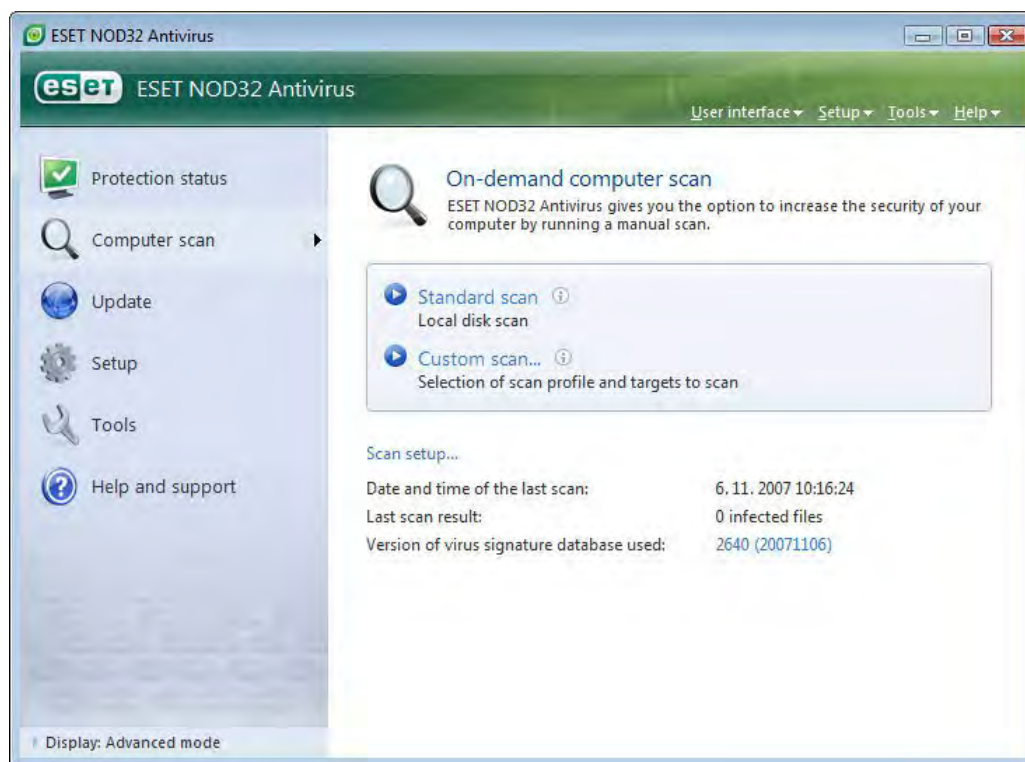 ESET NOD32 Antivirus
eseT ESET NOD32 Antivirus
User interface Setup Tools Help
Protection status
Computer scan
Update
Setup
Tools
Help and support
Display: Advanced mode
On-demand computer scan
ESET NOD32 Antivirus gives you the option to increase the security of your
computer by running a manual scan.
Standard scan
Local disk scan
Custom scan...
Selection of scan profile and targets to scan
Scan setup...
Date and time of the last scan: 6. 11. 2007 10:16:24
Last scan result: 0 infected files
Version of virus signature database used: 2640 (20071106)